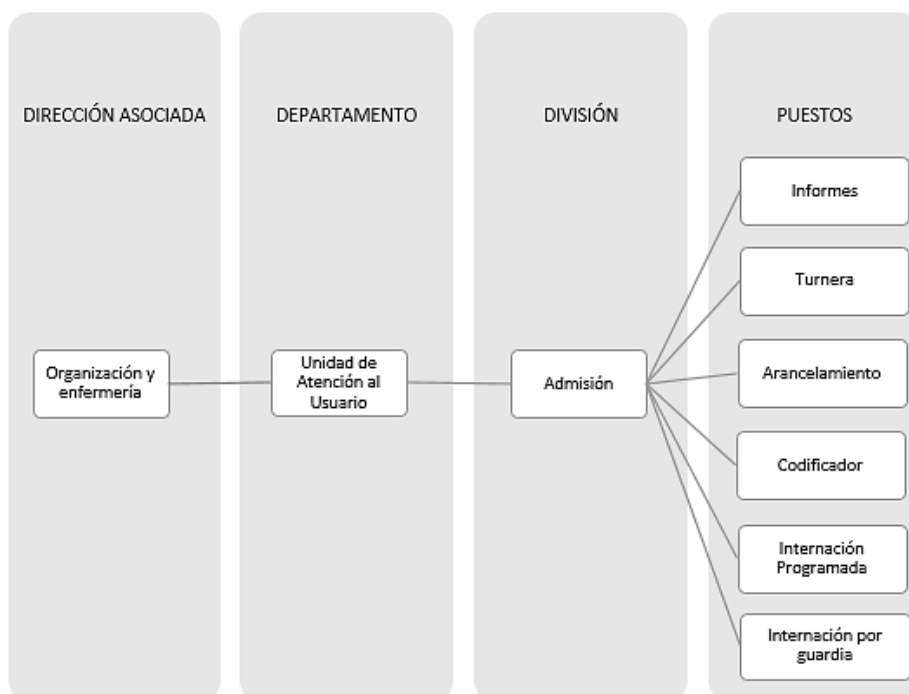 DIRECCIÓN ASOCIADA
DEPARTAMENTO
DIVISIÓN
PUESTOS
Organización y
enfermería
Unidad de
Atención al
Usuario
Admisión
Informes
Turnera
Arancelamiento
Codificador
Internación
Programada
Internación por
guardia